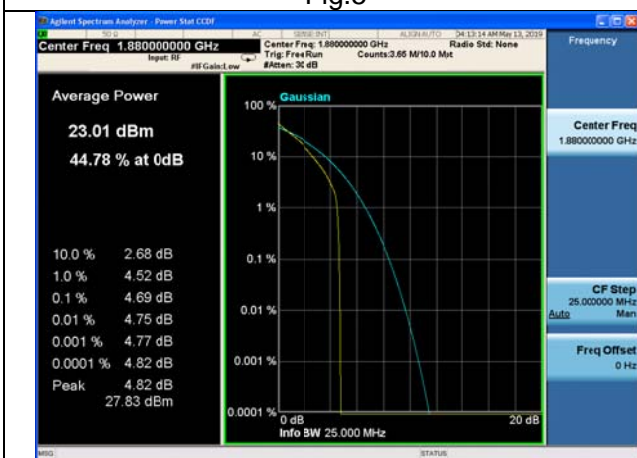 Agilent Spectrum Analyzer - Power Stat CCDF
50 Ω AC SENSE:INT ALIGN AUTO 04:13:14 AM May 13, 2019
Center Freq 1.880000000 GHz
Input: RF
#IFGain:Low
Center Freq: 1.880000000 GHz
Trig: Free Run
Counts:3.65 M/10.0 Mpt
#Atten: 30 dB
Radio Std: None
Frequency
Average Power
23.01 dBm
44.78 % at 0dB
10.0 % 2.68 dB
1.0 % 4.52 dB
0.1 % 4.69 dB
0.01 % 4.75 dB
0.001 % 4.77 dB
0.0001 % 4.82 dB
Peak 4.82 dB
27.83 dBm
Gaussian
100 %
10 %
1 %
0.1 %
0.01 %
0.001 %
0.0001 %
0 dB
20 dB
Info BW 25.000 MHz
Center Freq
1.880000000 GHz
CF Step
25.000000 MHz
Auto Man
Freq Offset
0 Hz
MSG
STATUS